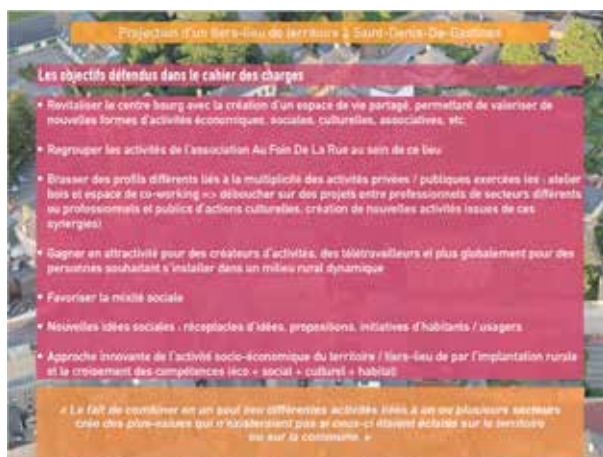 Projection d'un tiers-lieu de territoire à Saint-Denis-De-Gastines
Les objectifs défendus dans le cahier des charges
• Revitaliser le centre bourg avec la création d'un espace de vie partagé, permettant de valoriser de
nouvelles formes d'activités économiques, sociales, culturelles, associatives, etc.
• Regrouper les activités de l'association Au Foin De La Rue au sein de ce lieu
• Brasser des profils différents liés à la multiplicité des activités privées / publiques exercées (ex : atelier
bois et espace de co-working => déboucher sur des projets entre professionnels de secteurs différents
ou professionnels et publics d'actions culturelles, création de nouvelles activités issues de ces
synergies)
• Gagner en attractivité pour des créateurs d'activités, des télétravailleurs et plus globalement pour des
personnes souhaitant s'installer dans un milieu rural dynamique
• Favoriser la mixité sociale
• Nouvelles idées sociales : réceptacles d'idées, propositions, initiatives d'habitants / usagers
• Approche innovante de l'activité socio-économique du territoire / tiers-lieu de par l'implantation rurale
et le croisement des compétences (éco + social + culturel + habitat)
« Le fait de combiner en un seul lieu différentes activités liées à un ou plusieurs secteurs
crée des plus-values qui n'existeraient pas si ceux-ci étaient éclatés sur le territoire
ou sur la commune. »